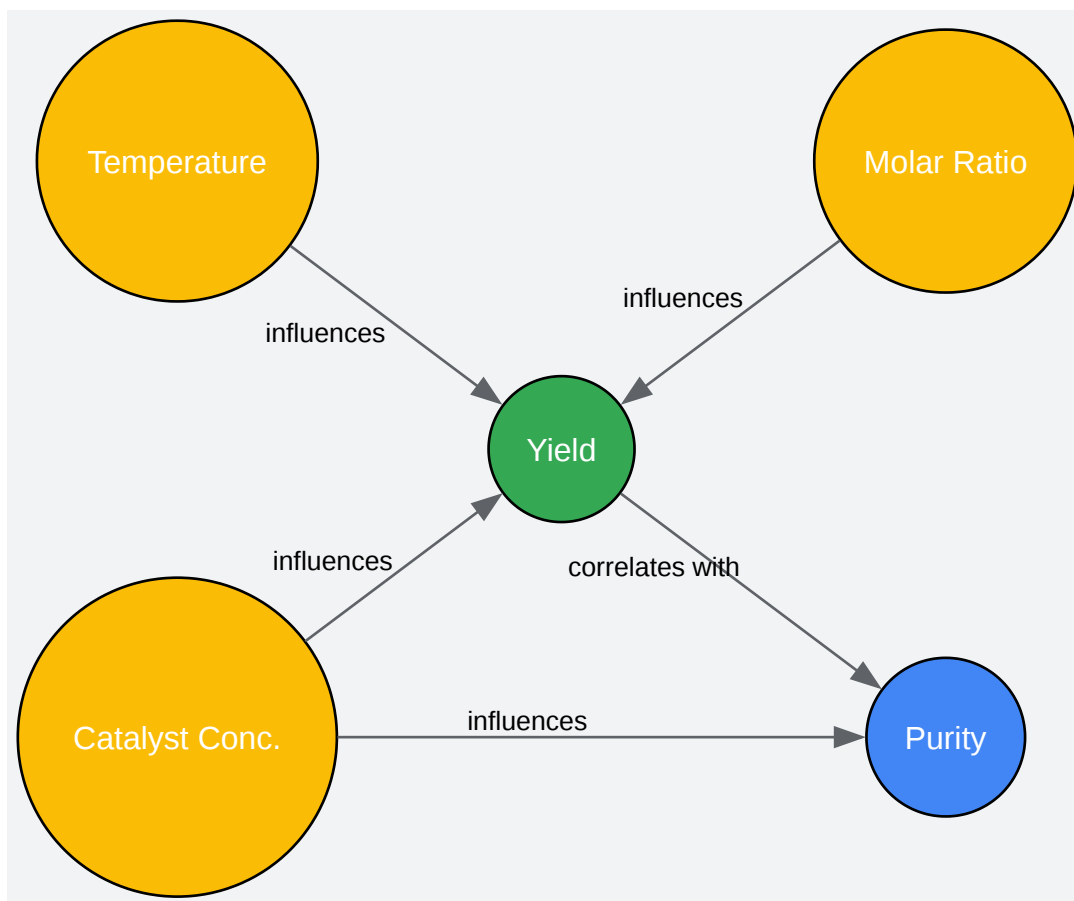 Temperature
Molar Ratio
influences
influences
Yield
influences
correlates with
influences
Catalyst Conc.
Purity